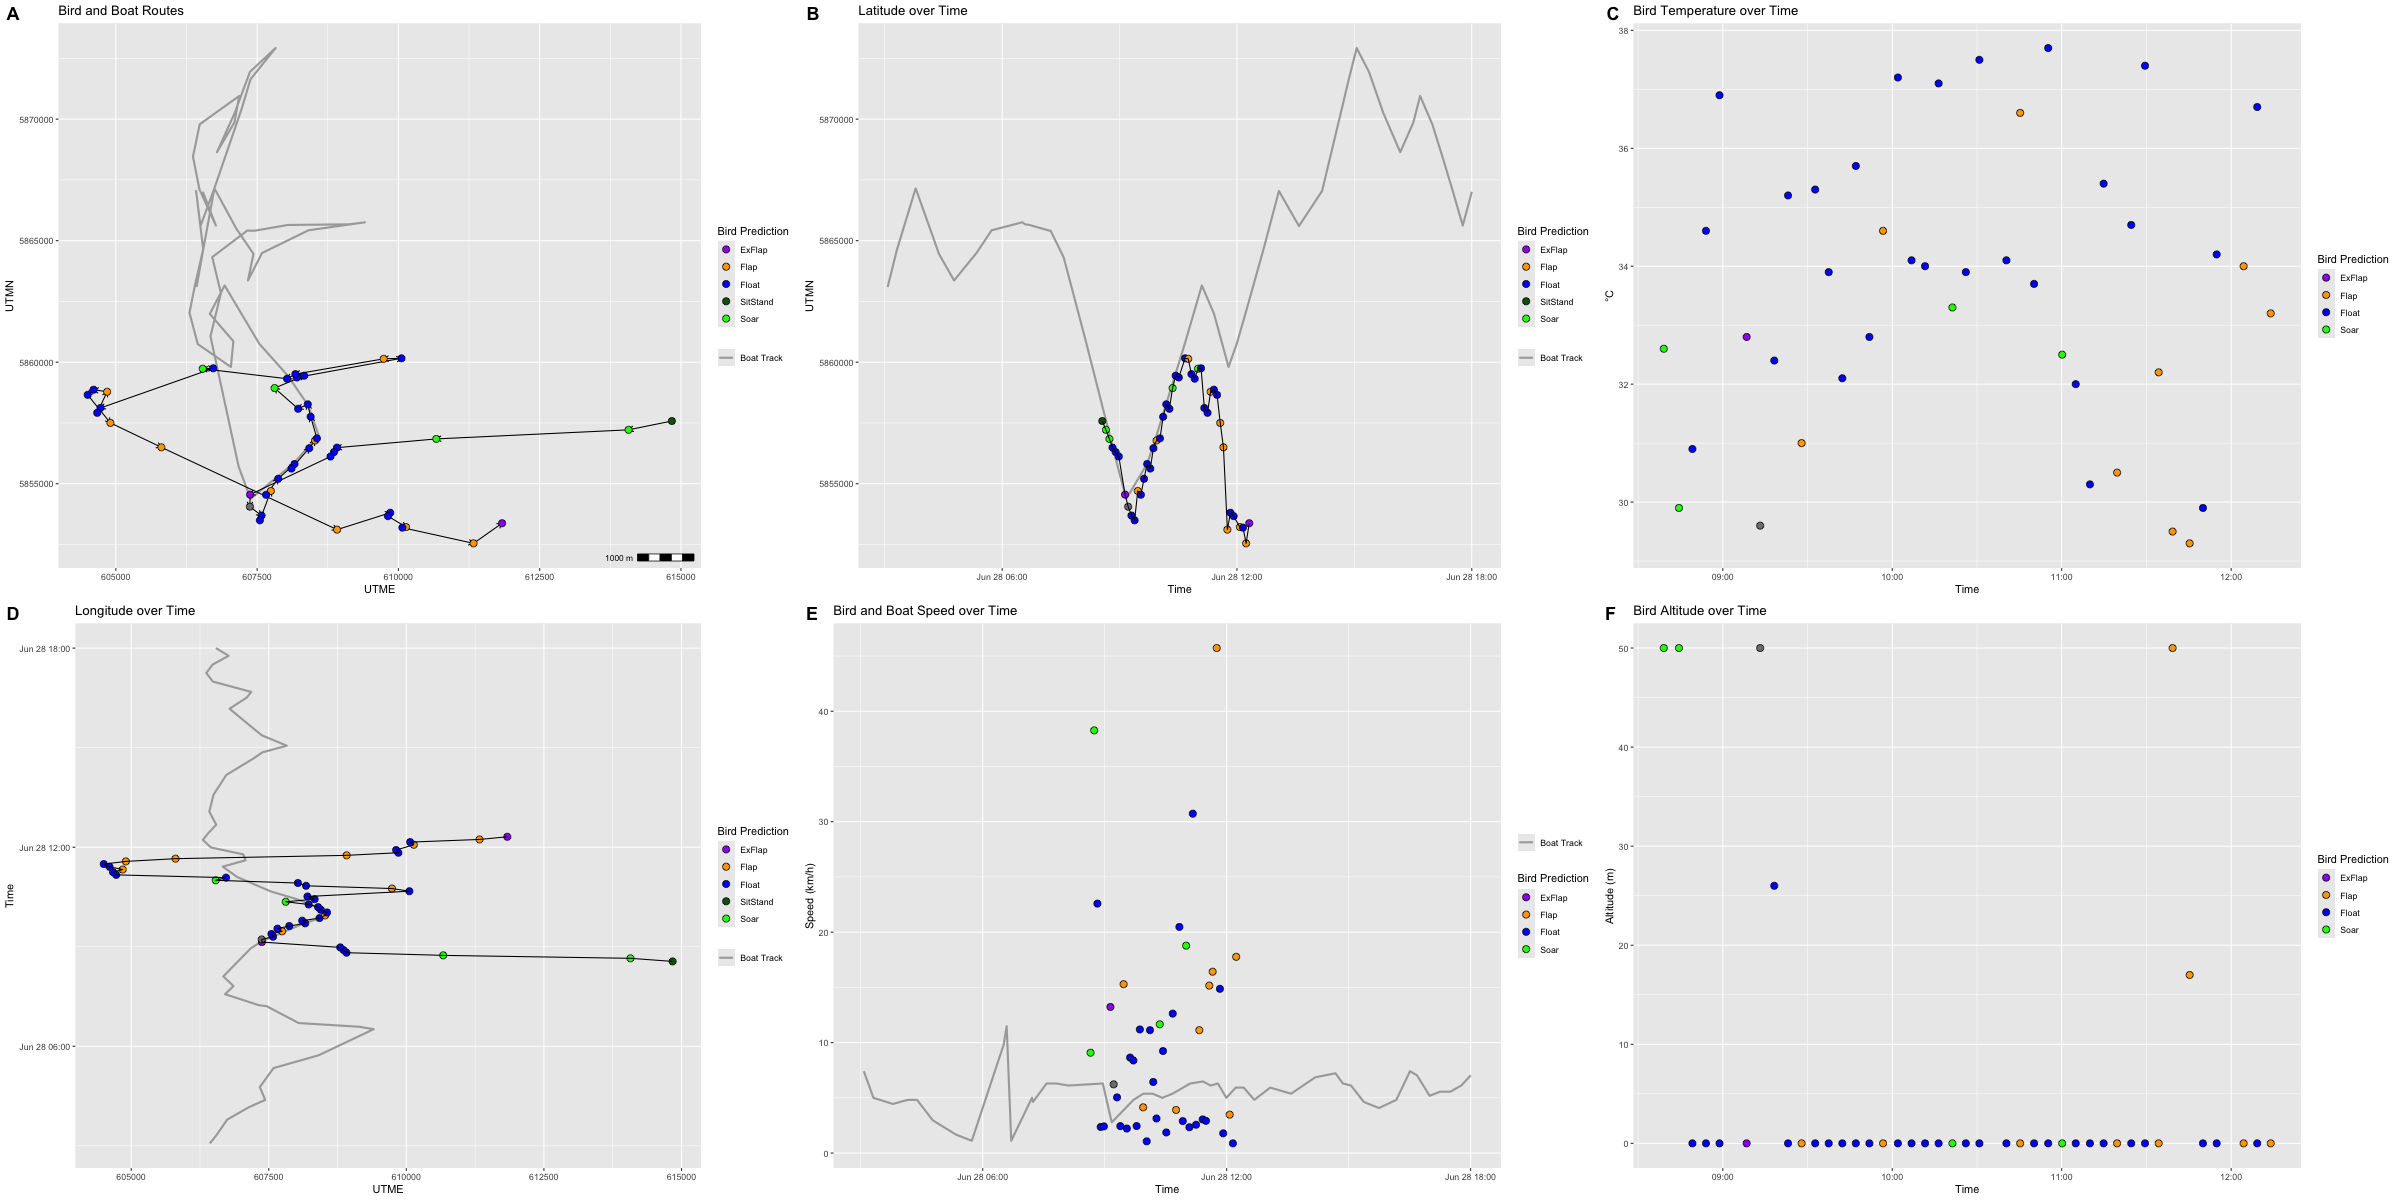 A Bird and Boat Routes
5870000
5865000
5860000
5855000
UTMN
605000 607500 610000 612500 615000
UTME
1000 m
Bird Prediction
ExFlap
Flap
Float
SitStand
Soar
Boat Track
B Latitude over Time
5870000
5865000
5860000
5855000
UTMN
Jun 28 06:00 Jun 28 12:00 Jun 28 18:00
Time
Bird Prediction
ExFlap
Flap
Float
SitStand
Soar
Boat Track
C Bird Temperature over Time
38
36
34
32
30
°C
09:00 10:00 11:00 12:00
Time
Bird Prediction
ExFlap
Flap
Float
Soar
D Longitude over Time
Jun 28 18:00
Jun 28 12:00
Jun 28 06:00
Time
605000 607500 610000 612500 615000
UTME
Bird Prediction
ExFlap
Flap
Float
SitStand
Soar
Boat Track
E Bird and Boat Speed over Time
40
30
20
10
0
Speed (km/h)
Jun 28 06:00 Jun 28 12:00 Jun 28 18:00
Time
Boat Track
Bird Prediction
ExFlap
Flap
Float
Soar
F Bird Altitude over Time
50
40
30
20
10
0
Altitude (m)
09:00 10:00 11:00 12:00
Time
Bird Prediction
ExFlap
Flap
Float
Soar